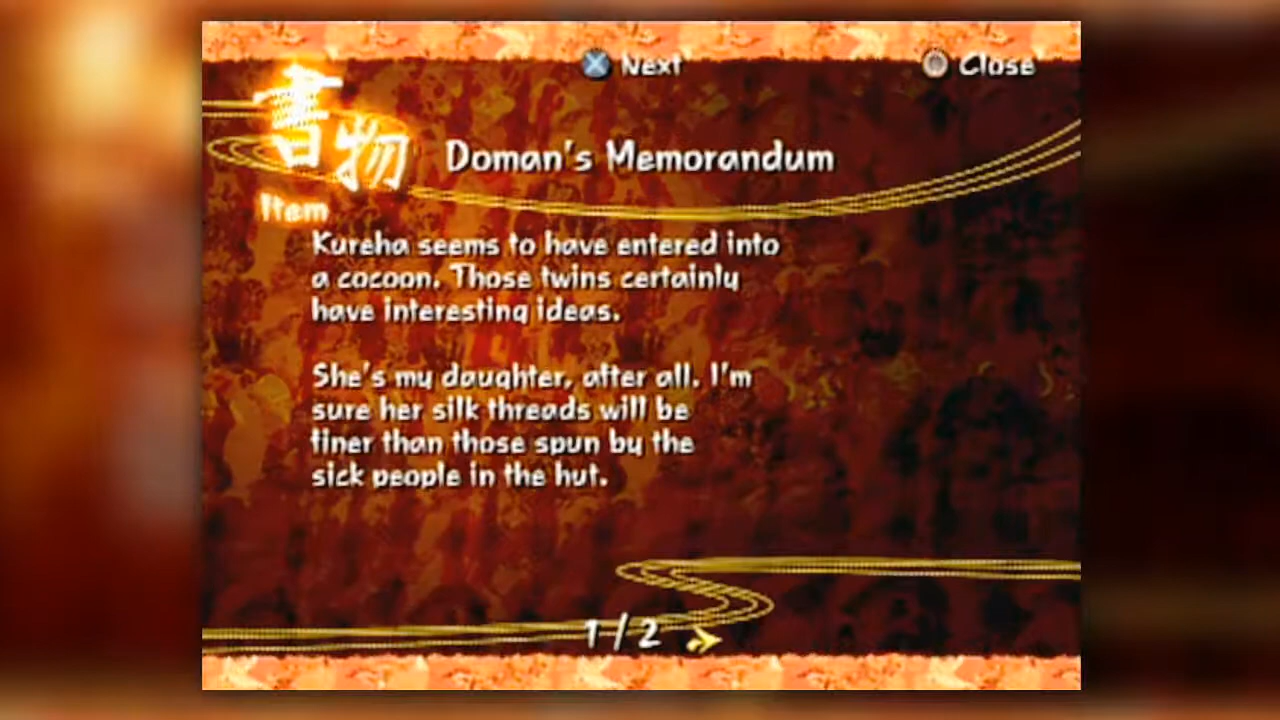 Next
Close
書物
Doman's Memorandum
Item
Kureha seems to have entered into
a cocoon. Those twins certainly
have interesting ideas.
She's my daughter, after all. I'm
sure her silk threads will be
finer than those spun by the
sick people in the hut.
1/2